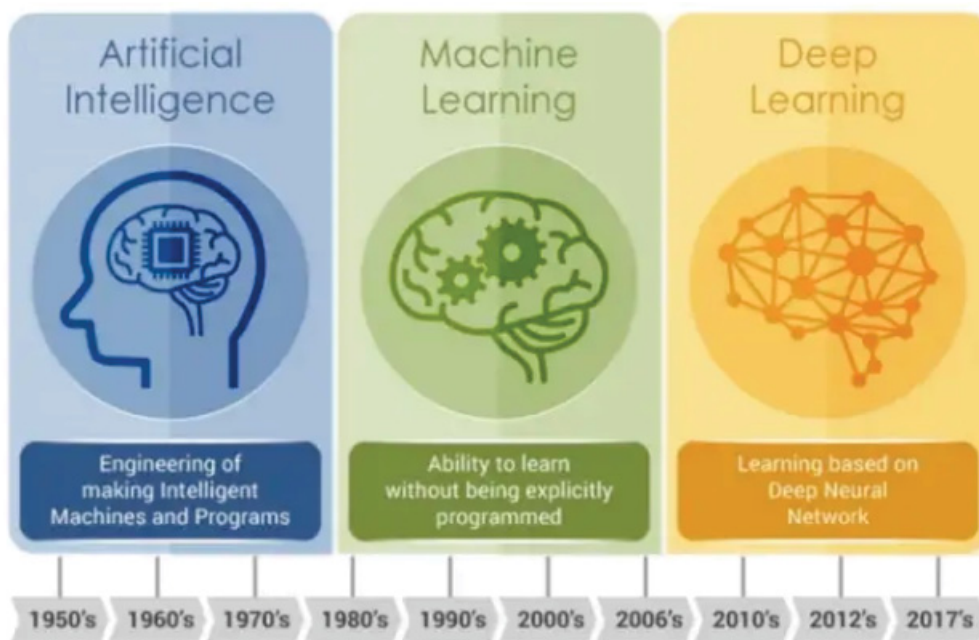 Artificial
Intelligence
Engineering of
making Intelligent
Machines and Programs
Machine
Learning
Ability to learn
without being explicitly
programmed
Deep
Learning
Learning based on
Deep Neural
Network
1950's 1960's 1970's 1980's 1990's 2000's 2006's 2010's 2012's 2017's